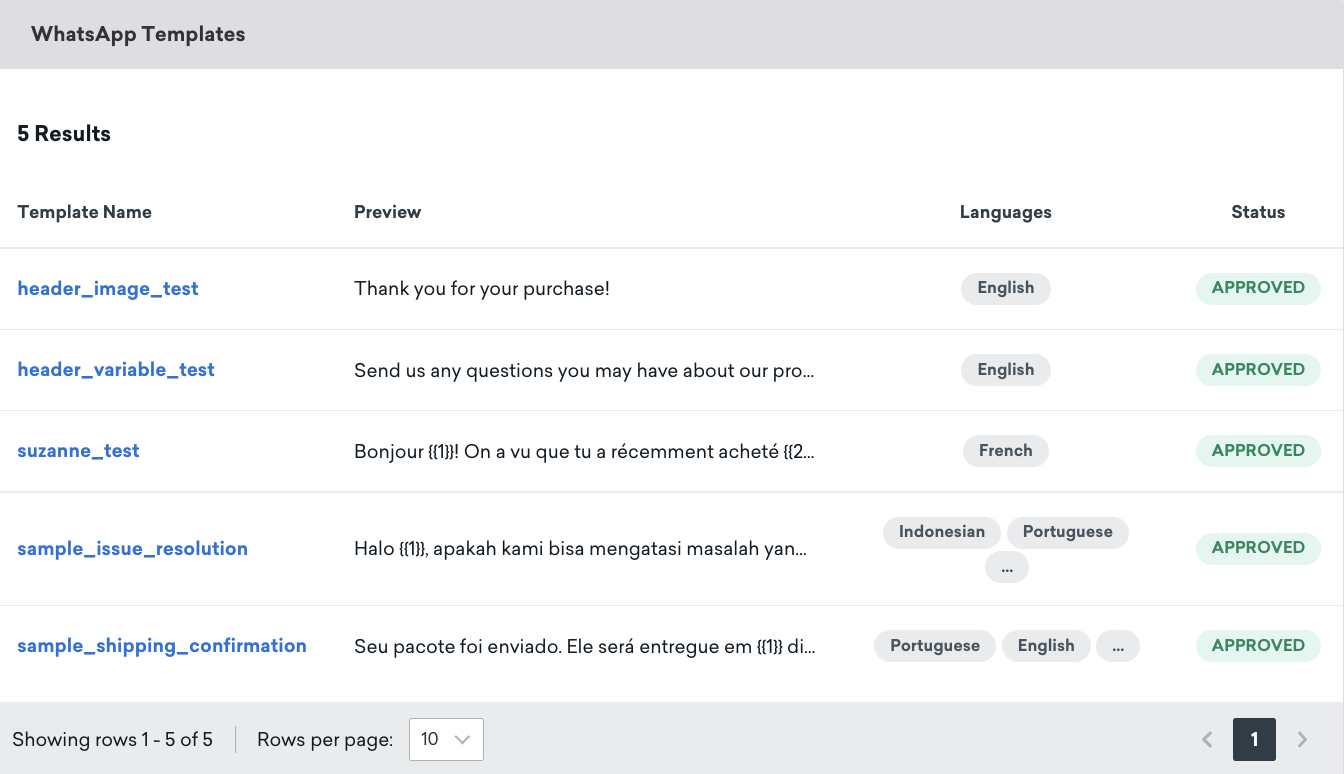 WhatsApp Templates
5 Results
Template Name Preview Languages Status
header_image_test Thank you for your purchase! English APPROVED
header_variable_test Send us any questions you may have about our pro... English APPROVED
suzanne_test Bonjour {{1}}! On a vu que tu a récemment acheté {{2... French APPROVED
sample_issue_resolution Halo {{1}}, apakah kami bisa mengatasi masalah yan... Indonesian Portuguese ... APPROVED
sample_shipping_confirmation Seu pacote foi enviado. Ele será entregue em {{1}} di... Portuguese English ... APPROVED
Showing rows 1 - 5 of 5 Rows per page: 10 1